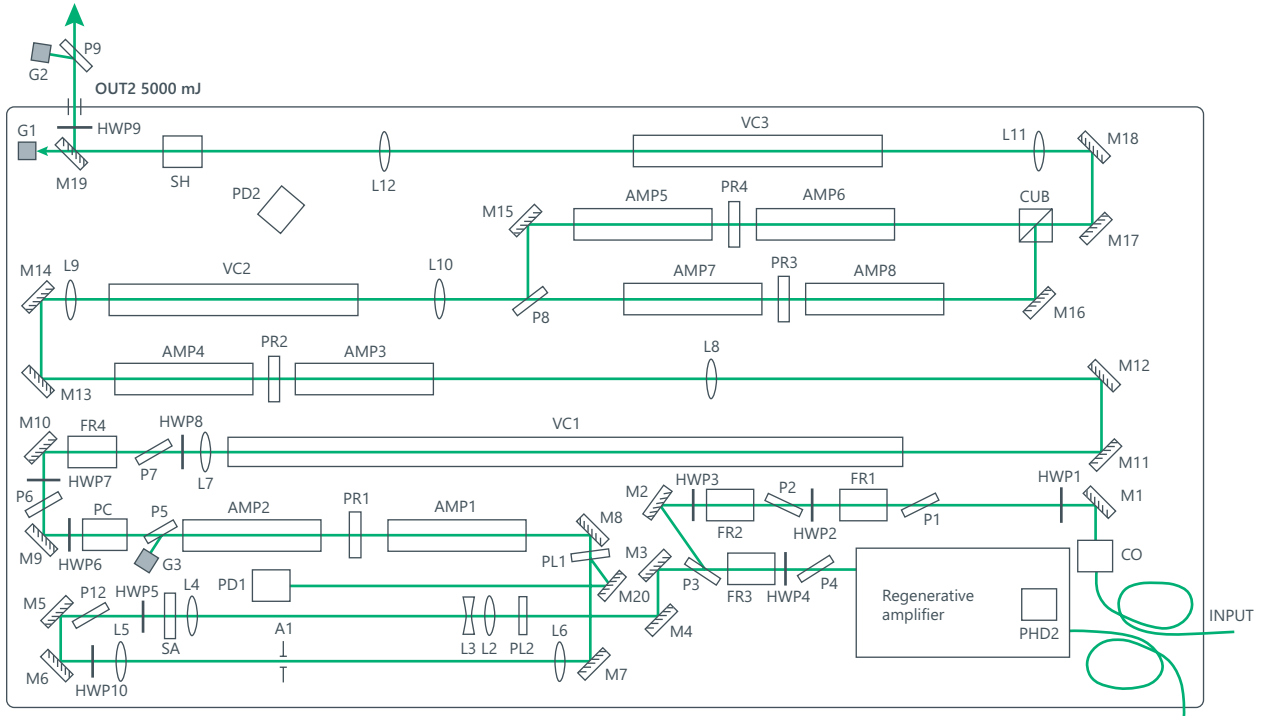 P9
G2
OUT2 5000 mJ
G1
HWP9
VC3
L11
M18
M19
SH
L12
PD2
M15
AMP5
PR4
AMP6
CUB
M17
M14
L9
VC2
L10
AMP7
PR3
AMP8
P8
M16
AMP4
PR2
AMP3
L8
M12
M13
M10
FR4
HWP8
VC1
P7
L7
M11
HWP7
P6
HWP3
P2
FR1
HWP1
M2
M1
PC
P5
AMP2
PR1
AMP1
M8
FR2
HWP2
P1
M9
HWP6
G3
PL1
M3
CO
P3
FR3
HWP4
P4
PD1
M20
M5
P12
HWP5
L4
Regenerative
amplifier
PHD2
INPUT
SA
A1
L3
L2
PL2
M4
L5
L6
M6
HWP10
M7